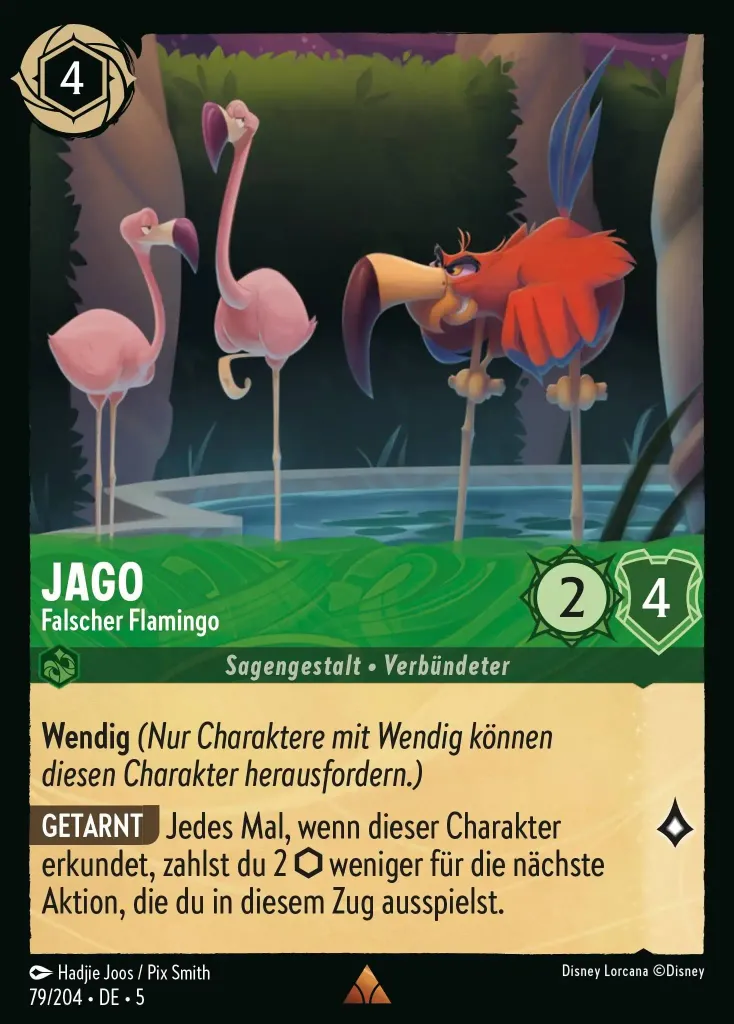 4
JAGO
Falscher Flamingo
2
4
Sagengestalt • Verbündeter
Wendig (Nur Charaktere mit Wendig können
diesen Charakter herausfordern.)
GETARNT Jedes Mal, wenn dieser Charakter
erkundet, zahlst du 2 ⬡ weniger für die nächste
Aktion, die du in diesem Zug ausspielst.
Hadjie Joos / Pix Smith
Disney Lorcana ©Disney
79/204 • DE • 5